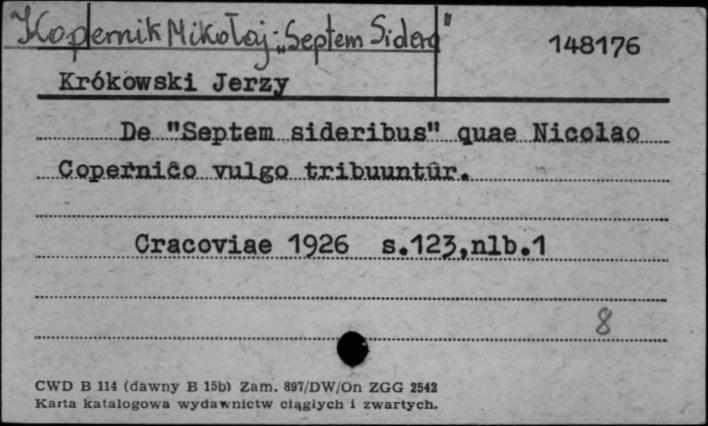 Kopernik Mikołaj-„Septem Sidera"
148176
Krókowski Jerzy
De "Septem sideribus" quae Nicolao
Copernico vulgo tribuuntur.
Cracoviae 1926 s.123,nlb.1
8
CWD B 114 (dawny B 15b) Zam. 897/DW/On ZGG 2542
Karta katalogowa wydawnictw ciągłych i zwartych.